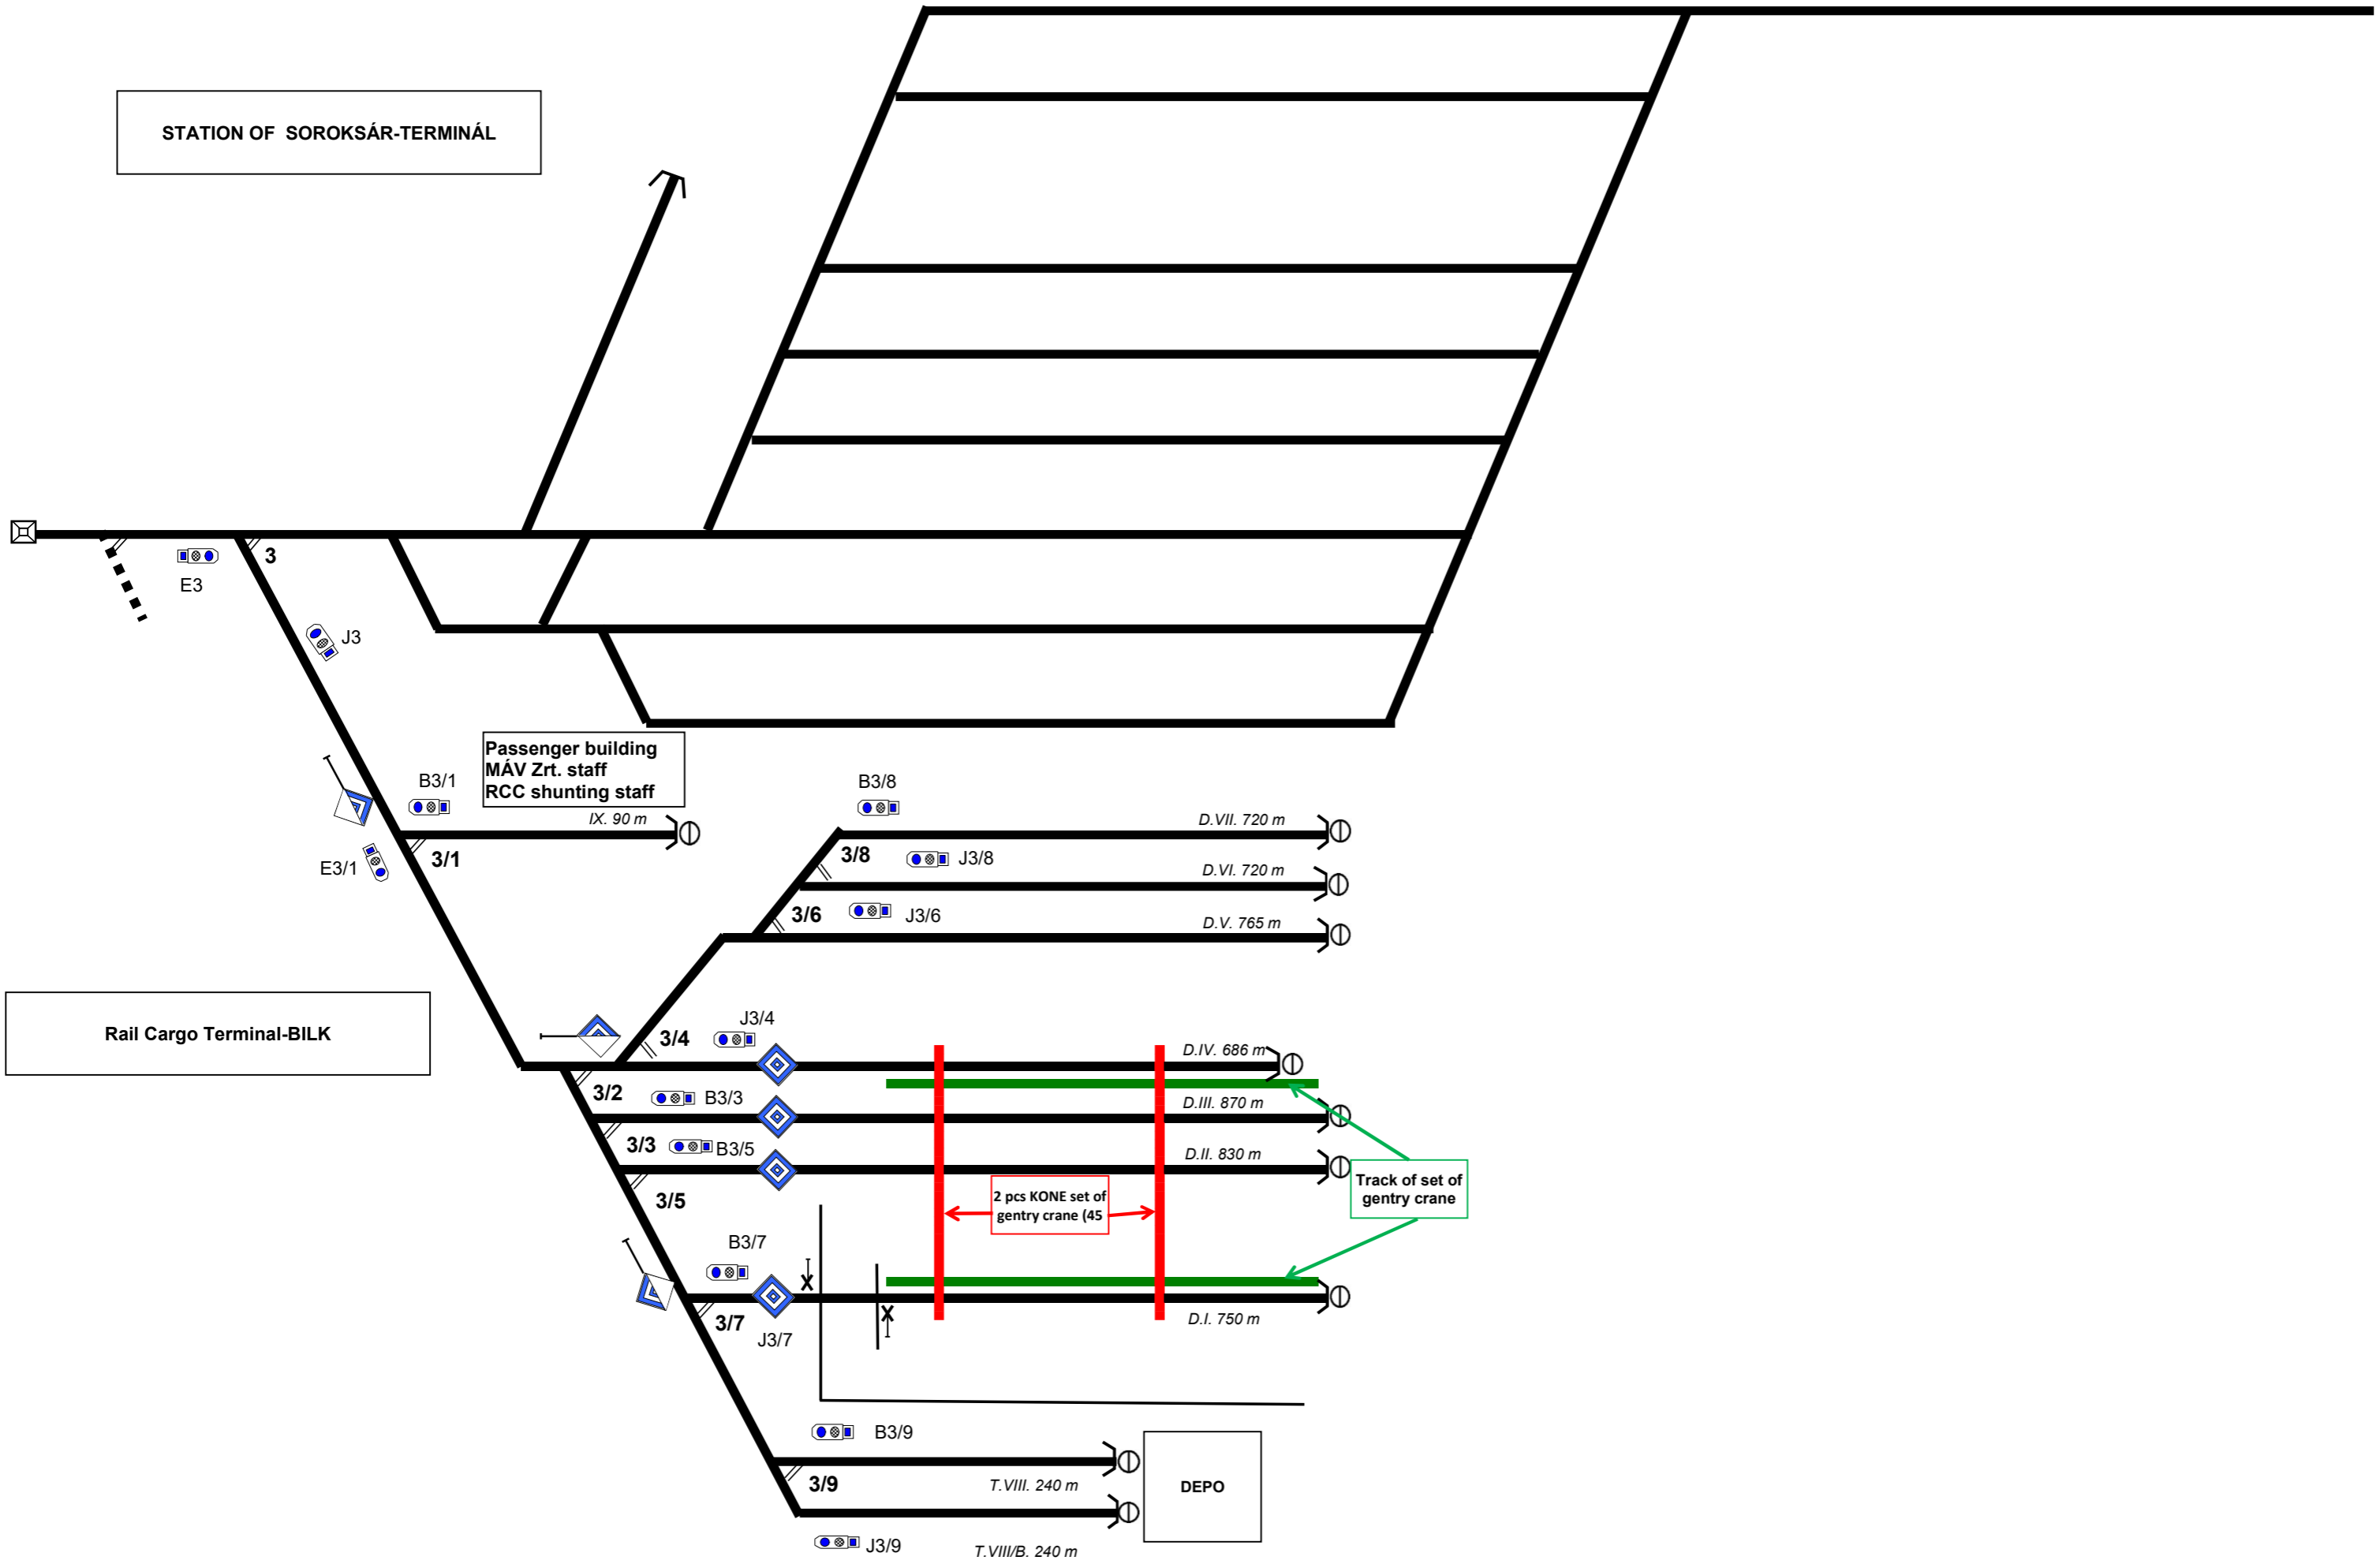 STATION OF SOROKSÁR-TERMINÁL
3
E3
J3
Passenger building
MÁV Zrt. staff
RCC shunting staff
B3/1
B3/8
IX. 90 m
D.VII. 720 m
3/1
3/8
J3/8
E3/1
D.VI. 720 m
3/6
J3/6
D.V. 765 m
Rail Cargo Terminal-BILK
J3/4
3/4
D.IV. 686 m
3/2
B3/3
D.III. 870 m
3/3
B3/5
D.II. 830 m
Track of set of
gentry crane
2 pcs KONE set of
gentry crane (45
3/5
B3/7
3/7
J3/7
D.I. 750 m
B3/9
3/9
T.VIII. 240 m
DEPO
J3/9
T.VIII/B. 240 m